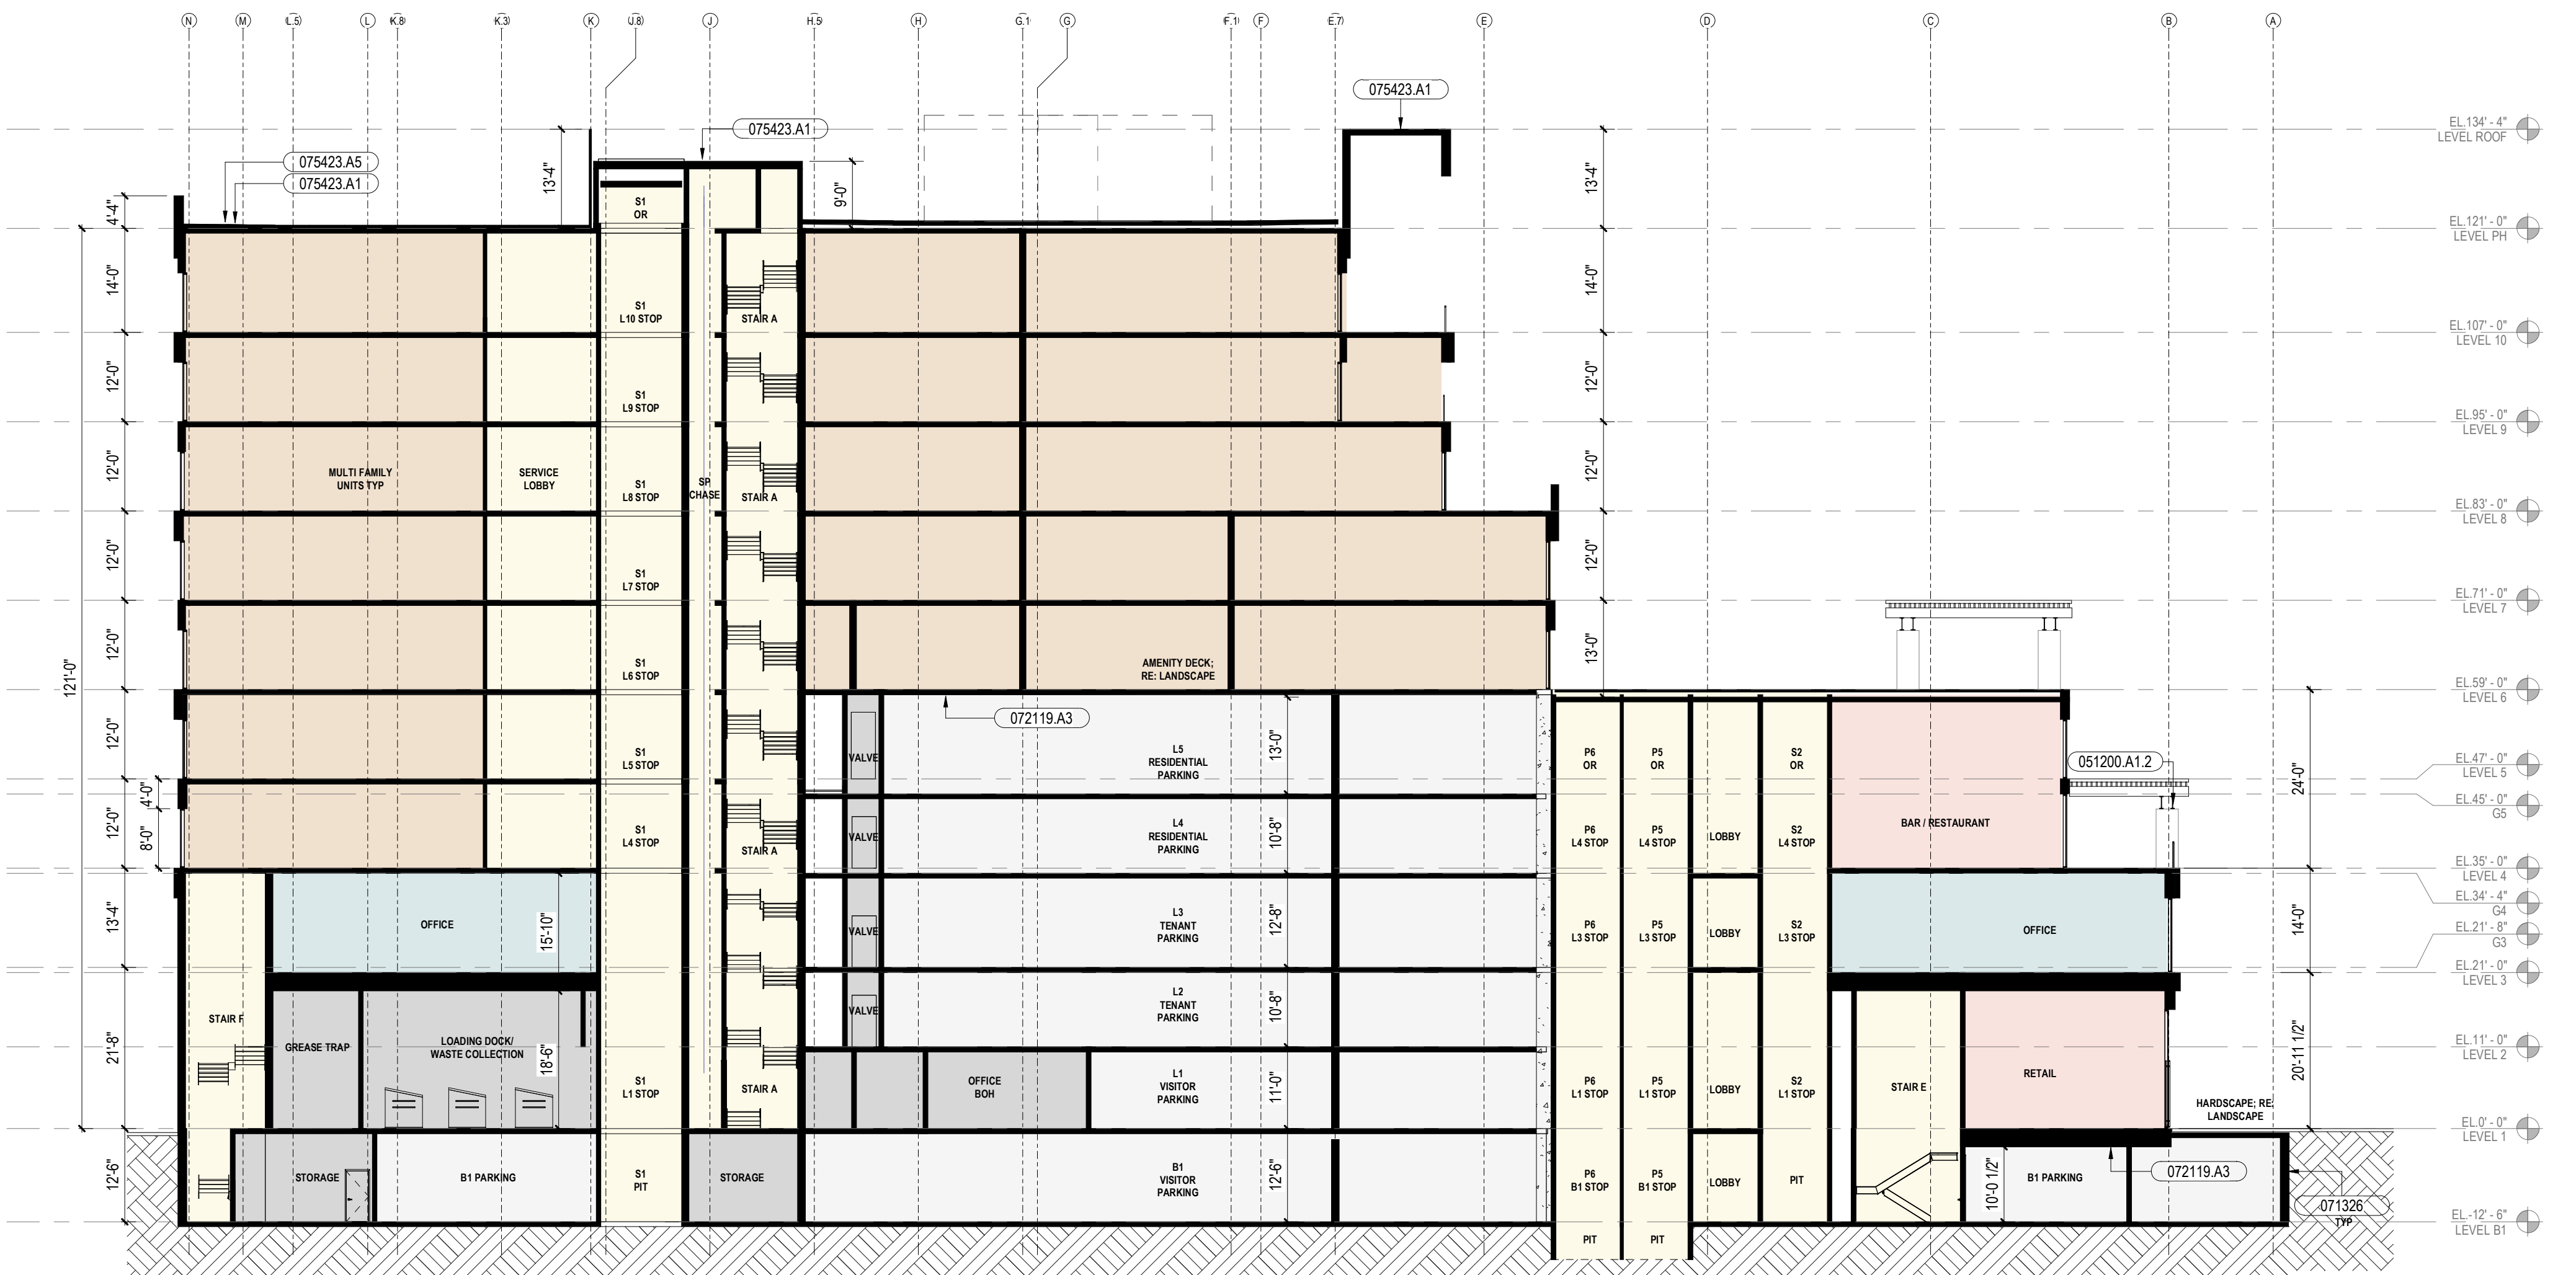 N M L.5 L K.8 K.3 K J.8 J H.5 H G.1 G F.1 F E.7 E D C B A
075423.A1
075423.A1
075423.A5
075423.A1
EL.134' - 4"
LEVEL ROOF
13'-4"
9'-0"
13'-4"
4'-4"
S1
OR
EL.121' - 0"
LEVEL PH
14'-0"
S1
L10 STOP
STAIR A
14'-0"
EL.107' - 0"
LEVEL 10
12'-0"
S1
L9 STOP
12'-0"
EL.95' - 0"
LEVEL 9
12'-0"
MULTI FAMILY
UNITS TYP
SERVICE
LOBBY
S1
L8 STOP
SP
CHASE
STAIR A
12'-0"
EL.83' - 0"
LEVEL 8
12'-0"
S1
L7 STOP
12'-0"
EL.71' - 0"
LEVEL 7
121'-0"
12'-0"
S1
L6 STOP
AMENITY DECK;
RE: LANDSCAPE
13'-0"
EL.59' - 0"
LEVEL 6
072119.A3
12'-0"
S1
L5 STOP
VALVE
L5
RESIDENTIAL
PARKING
13'-0"
P6
OR
P5
OR
S2
OR
051200.A1.2
24'-0"
EL.47' - 0"
LEVEL 5
EL.45' - 0"
G5
12'-0"
4'-0"
8'-0"
S1
L4 STOP
STAIR A
VALVE
L4
RESIDENTIAL
PARKING
10'-8"
P6
L4 STOP
P5
L4 STOP
LOBBY
S2
L4 STOP
BAR / RESTAURANT
EL.35' - 0"
LEVEL 4
EL.34' - 4"
G4
13'-4"
OFFICE
15'-10"
VALVE
L3
TENANT
PARKING
12'-8"
P6
L3 STOP
P5
L3 STOP
LOBBY
S2
L3 STOP
OFFICE
14'-0"
EL.21' - 8"
G3
EL.21' - 0"
LEVEL 3
21'-8"
STAIR F
GREASE TRAP
LOADING DOCK/
WASTE COLLECTION
18'-6"
VALVE
L2
TENANT
PARKING
10'-8"
20'-11 1/2"
EL.11' - 0"
LEVEL 2
S1
L1 STOP
STAIR A
OFFICE
BOH
L1
VISITOR
PARKING
11'-0"
P6
L1 STOP
P5
L1 STOP
LOBBY
S2
L1 STOP
STAIR E
RETAIL
HARDSCAPE; RE:
LANDSCAPE
EL.0' - 0"
LEVEL 1
12'-6"
STORAGE
B1 PARKING
S1
PIT
STORAGE
B1
VISITOR
PARKING
12'-6"
P6
B1 STOP
P5
B1 STOP
LOBBY
PIT
10'-0 1/2"
B1 PARKING
072119.A3
071326
TYP
EL.-12' - 6"
LEVEL B1
PIT
PIT